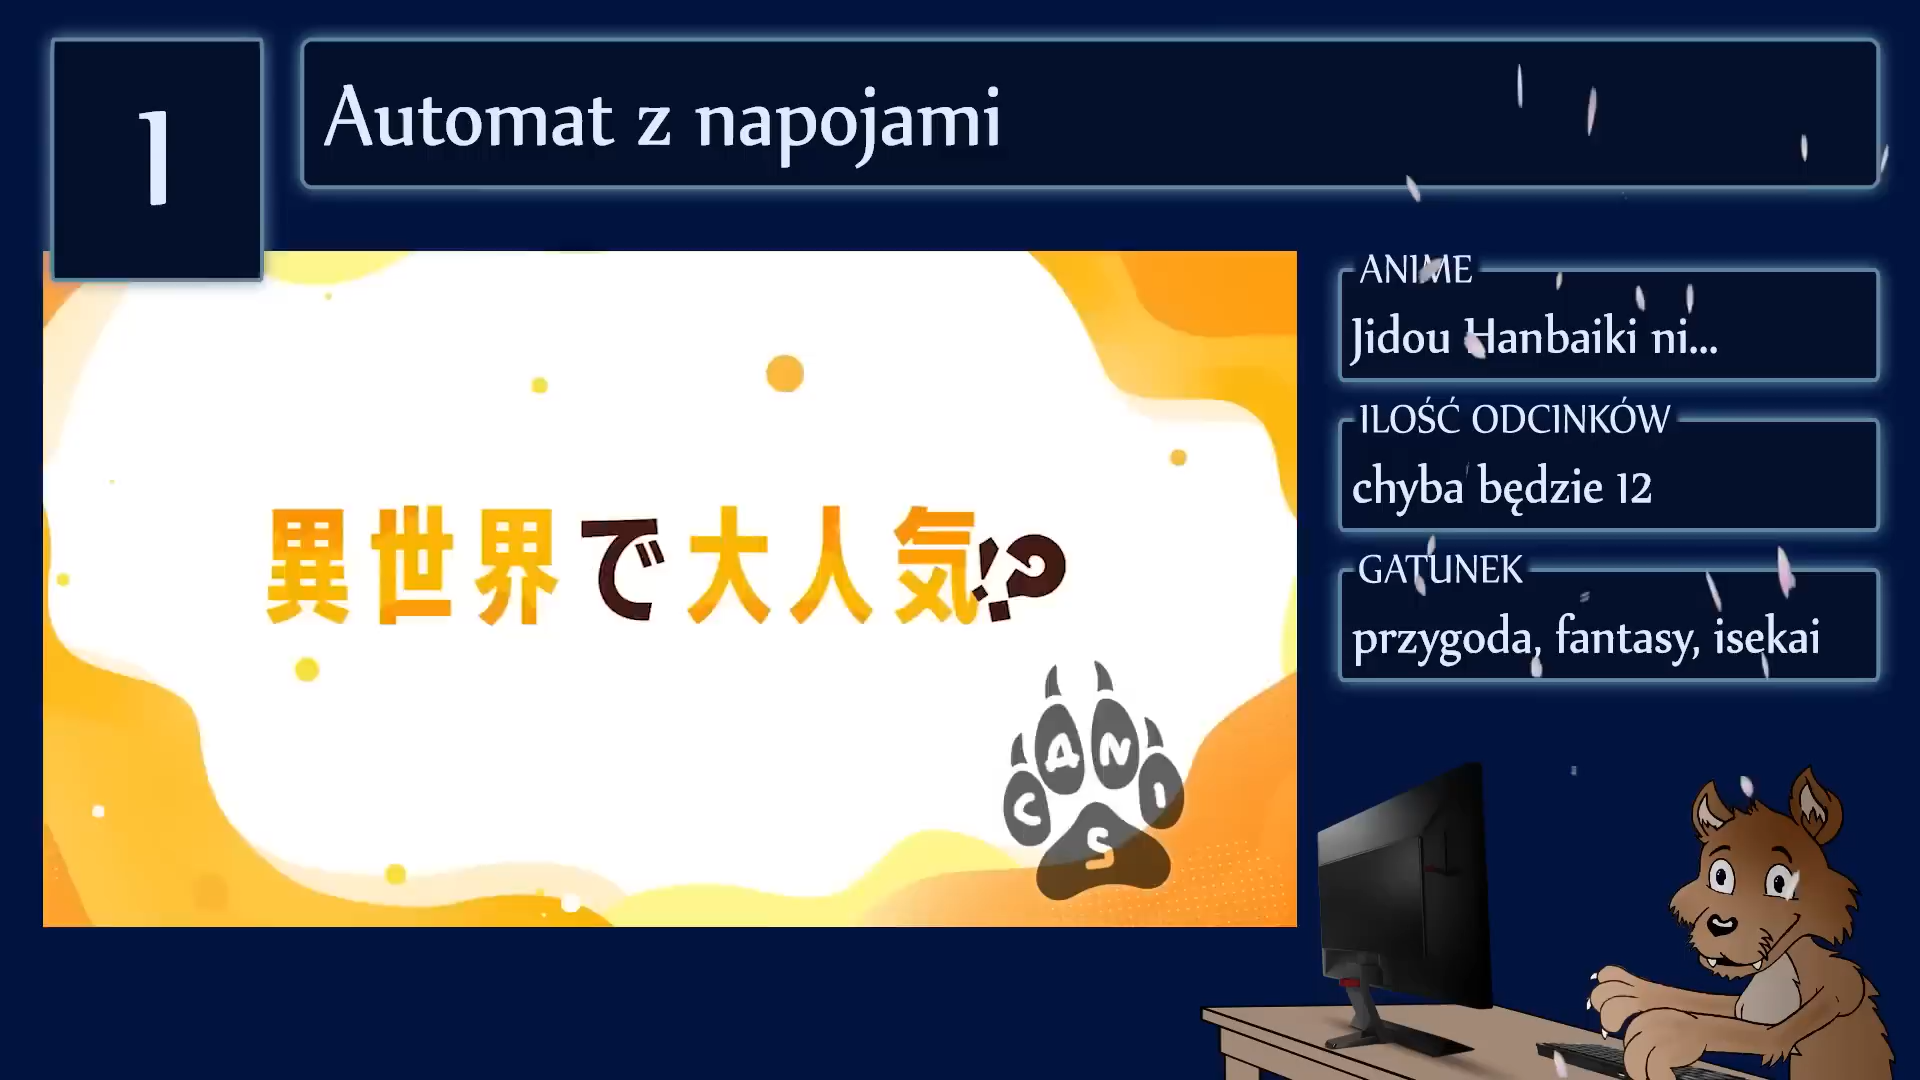 1
Automat z napojami
ANIME
Jidou Hanbaiki ni...
ILOŚĆ ODCINKÓW
chyba będzie 12
GATUNEK
przygoda, fantasy, isekai
異世界で大人気!?
CANIS